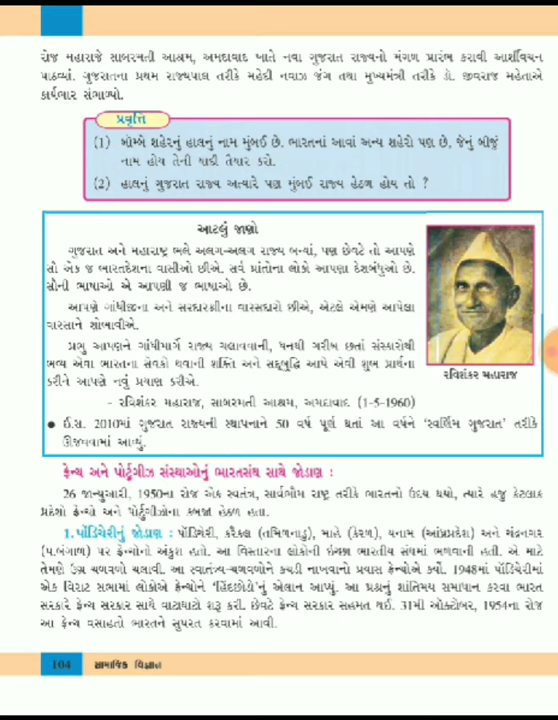 રોજ મહારાજે સાબરમતી આશ્રમ, અમદાવાદ ખાતે નવા ગુજરાત રાજ્યનો મંગળ પ્રારંભ કરાવી આર્શીવચન
પાઠવ્યાં. ગુજરાતના પ્રથમ રાજ્યપાલ તરીકે મહેંદી નવાઝ જંગ તથા મુખ્યમંત્રી તરીકે ડૉ. જીવરાજ મહેતાએ
કાર્યભાર સંભાળ્યો.
પ્રવૃત્તિ
(1) બૉમ્બે શહેરનું હાલનું નામ મુંબઈ છે. ભારતનાં આવાં અન્ય શહેરો પણ છે, જેનું બીજું
નામ હોય તેની યાદી તૈયાર કરો.
(2) હાલનું ગુજરાત રાજ્ય અત્યારે પણ મુંબઈ રાજ્ય હેઠળ હોય તો ?
આટલું જાણો
ગુજરાત અને મહારાષ્ટ્ર ભલે અલગ-અલગ રાજ્ય બન્યાં, પણ છેવટે તો આપણે
સૌ એક જ ભારતદેશના વાસીઓ છીએ. સર્વ પ્રાંતોના લોકો આપણા દેશબંધુઓ છે.
સૌની ભાષાઓ એ આપણી જ ભાષાઓ છે.
આપણે ગાંધીજીના અને સરદારશ્રીના વારસદારો છીએ, એટલે એમણે આપેલા
વારસાને શોભાવીએ.
પ્રભુ આપણને ગાંધીમાર્ગે રાજ્ય ચલાવવાની, ધનથી ગરીબ છતાં સંસ્કારોથી
ભવ્ય એવા ભારતના સેવકો થવાની શક્તિ અને સદ્બુદ્ધિ આપે એવી શુભ પ્રાર્થના
કરીને આપણે નવું પ્રયાણ કરીએ.
- રવિશંકર મહારાજ, સાબરમતી આશ્રમ, અમદાવાદ (1-5-1960)
રવિશંકર મહારાજ
● ઈ.સ. 2010માં ગુજરાત રાજ્યની સ્થાપનાને 50 વર્ષ પૂર્ણ થતાં આ વર્ષને ‘સ્વર્ણિમ ગુજરાત’ તરીકે
ઊજવવામાં આવ્યું.
ફ્રેન્ચ અને પોર્ટુગીઝ સંસ્થાઓનું ભારતસંઘ સાથે જોડાણ :
26 જાન્યુઆરી, 1950ના રોજ એક સ્વતંત્ર, સાર્વભૌમ રાષ્ટ્ર તરીકે ભારતનો ઉદય થયો, ત્યારે હજુ કેટલાક
પ્રદેશો ફ્રેન્ચો અને પોર્ટુગીઝોના કબજા હેઠળ હતા.
1. પૉંડિચેરીનું જોડાણ : પૉંડિચેરી, કરૈકલ (તમિળનાડુ), માહે (કેરળ), યનામ (આંધ્રપ્રદેશ) અને ચંદ્રનગર
(પ.બંગાળ) પર ફ્રેન્ચોનો અંકુશ હતો. આ વિસ્તારના લોકોની ઇચ્છા ભારતીય સંઘમાં ભળવાની હતી. એ માટે
તેમણે ઉગ્ર ચળવળો ચલાવી. આ સ્વાતંત્ર્ય-ચળવળોને કચડી નાખવાનો પ્રયાસ ફ્રેન્ચોએ કર્યો. 1948માં પૉંડિચેરીમાં
એક વિરાટ સભામાં લોકોએ ફ્રેન્ચોને ‘હિંદછોડો’નું એલાન આપ્યું. આ પ્રશ્નનું શાંતિમય સમાધાન કરવા ભારત
સરકારે ફ્રેન્ચ સરકાર સાથે વાટાઘાટો શરૂ કરી. છેવટે ફ્રેન્ચ સરકાર સહમત થઈ. 31મી ઑક્ટોબર, 1954ના રોજ
આ ફ્રેન્ચ વસાહતો ભારતને સુપરત કરવામાં આવી.
104 સામાજિક વિજ્ઞાન